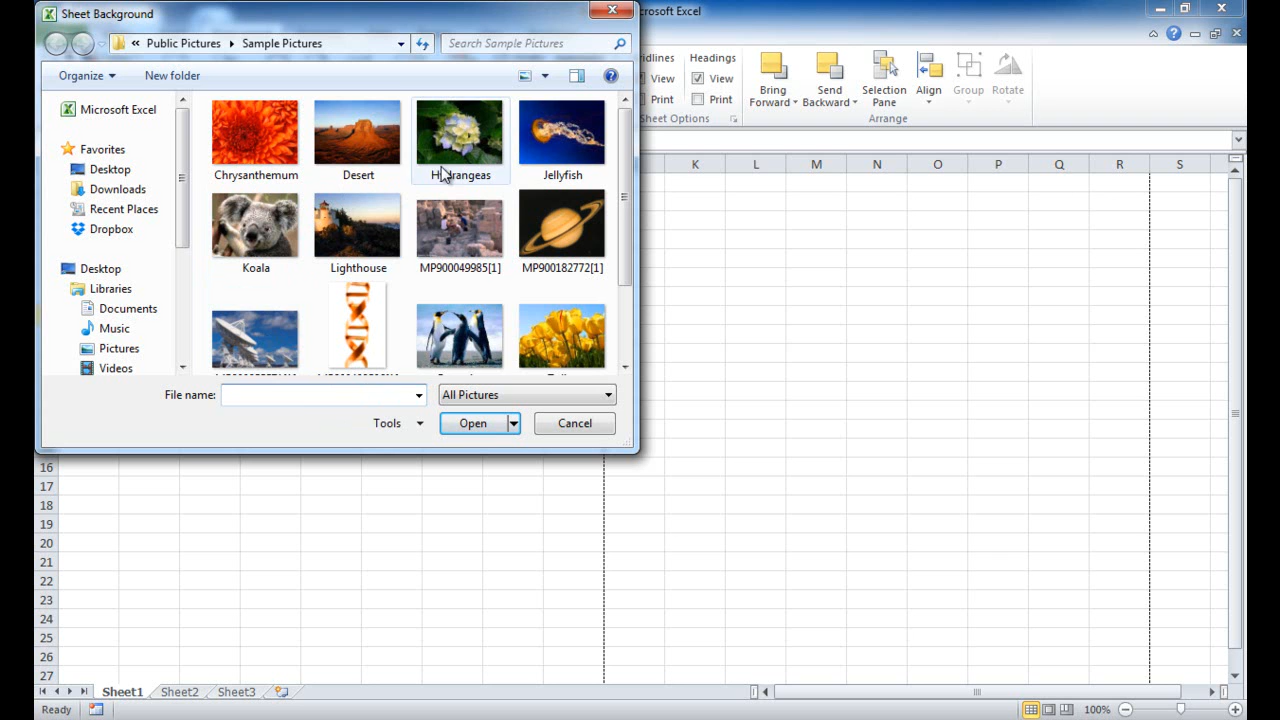 Sheet Background
crosoft Excel
Public Pictures
Sample Pictures
Search Sample Pictures
Organize
New folder
Microsoft Excel
Favorites
Desktop
Downloads
Recent Places
Dropbox
Desktop
Libraries
Documents
Music
Pictures
Videos
Chrysanthemum
Desert
Jellyfish
Koala
Lighthouse
MP900049985[1]
MP900182772[1]
File name:
All Pictures
Tools
Open
Cancel
idlines
Headings
View
View
Print
Print
Sheet Options
Bring Forward
Send Backward
Selection Pane
Align
Group
Rotate
Arrange
K L M N O P Q R S
16
17
18
19
20
21
22
23
24
25
26
27
Sheet1 Sheet2 Sheet3
Ready
100%